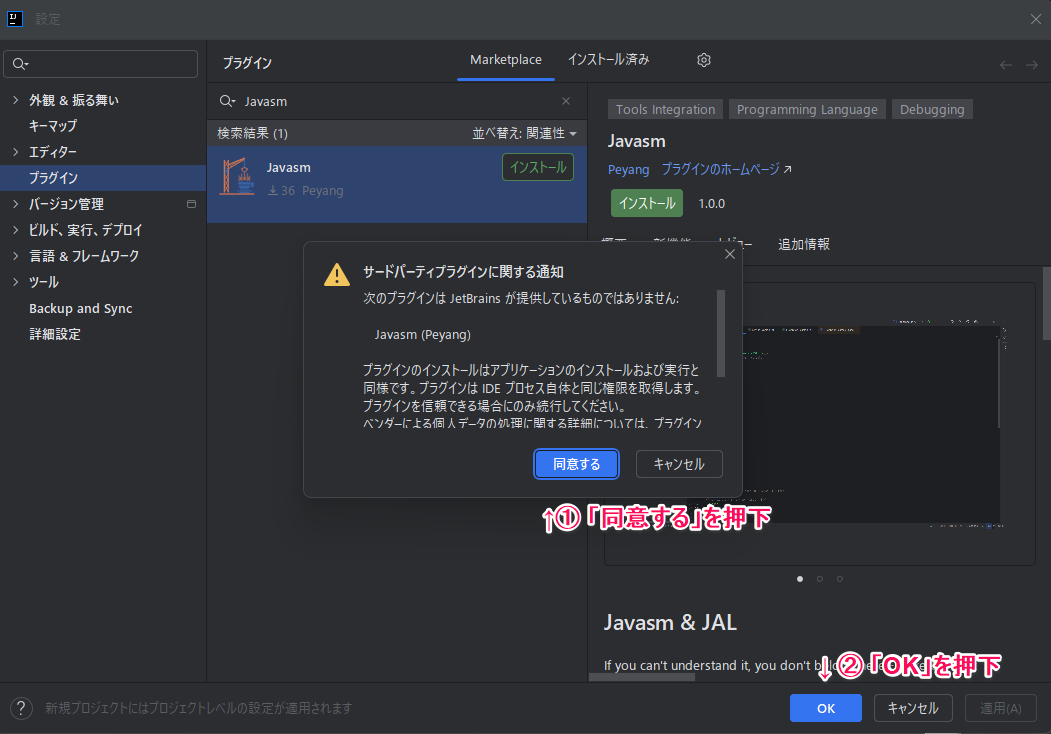 設定
プラグイン
Marketplace
インストール済み
外観 & 振る舞い
キーマップ
エディター
プラグイン
バージョン管理
ビルド、実行、デプロイ
言語 & フレームワーク
ツール
Backup and Sync
詳細設定
Javasm
検索結果 (1)
並べ替え: 関連性
Javasm
インストール
36 Peyang
Tools Integration
Programming Language
Debugging
Javasm
Peyang プラグインのホームページ ↗
インストール 1.0.0
追加情報
サードパーティプラグインに関する通知
次のプラグインは JetBrains が提供しているものではありません:
Javasm (Peyang)
プラグインのインストールはアプリケーションのインストールおよび実行と
同様です。プラグインは IDE プロセス自体と同じ権限を取得します。
プラグインを信頼できる場合にのみ続行してください。
ベンダーによる個人データの処理に関する詳細については、プラグイン
同意する
キャンセル
↑①「同意する」を押下
Javasm & JAL
If you can't understand it, you don't
↓②「OK」を押下
? 新規プロジェクトにはプロジェクトレベルの設定が適用されます
OK
キャンセル
適用(A)